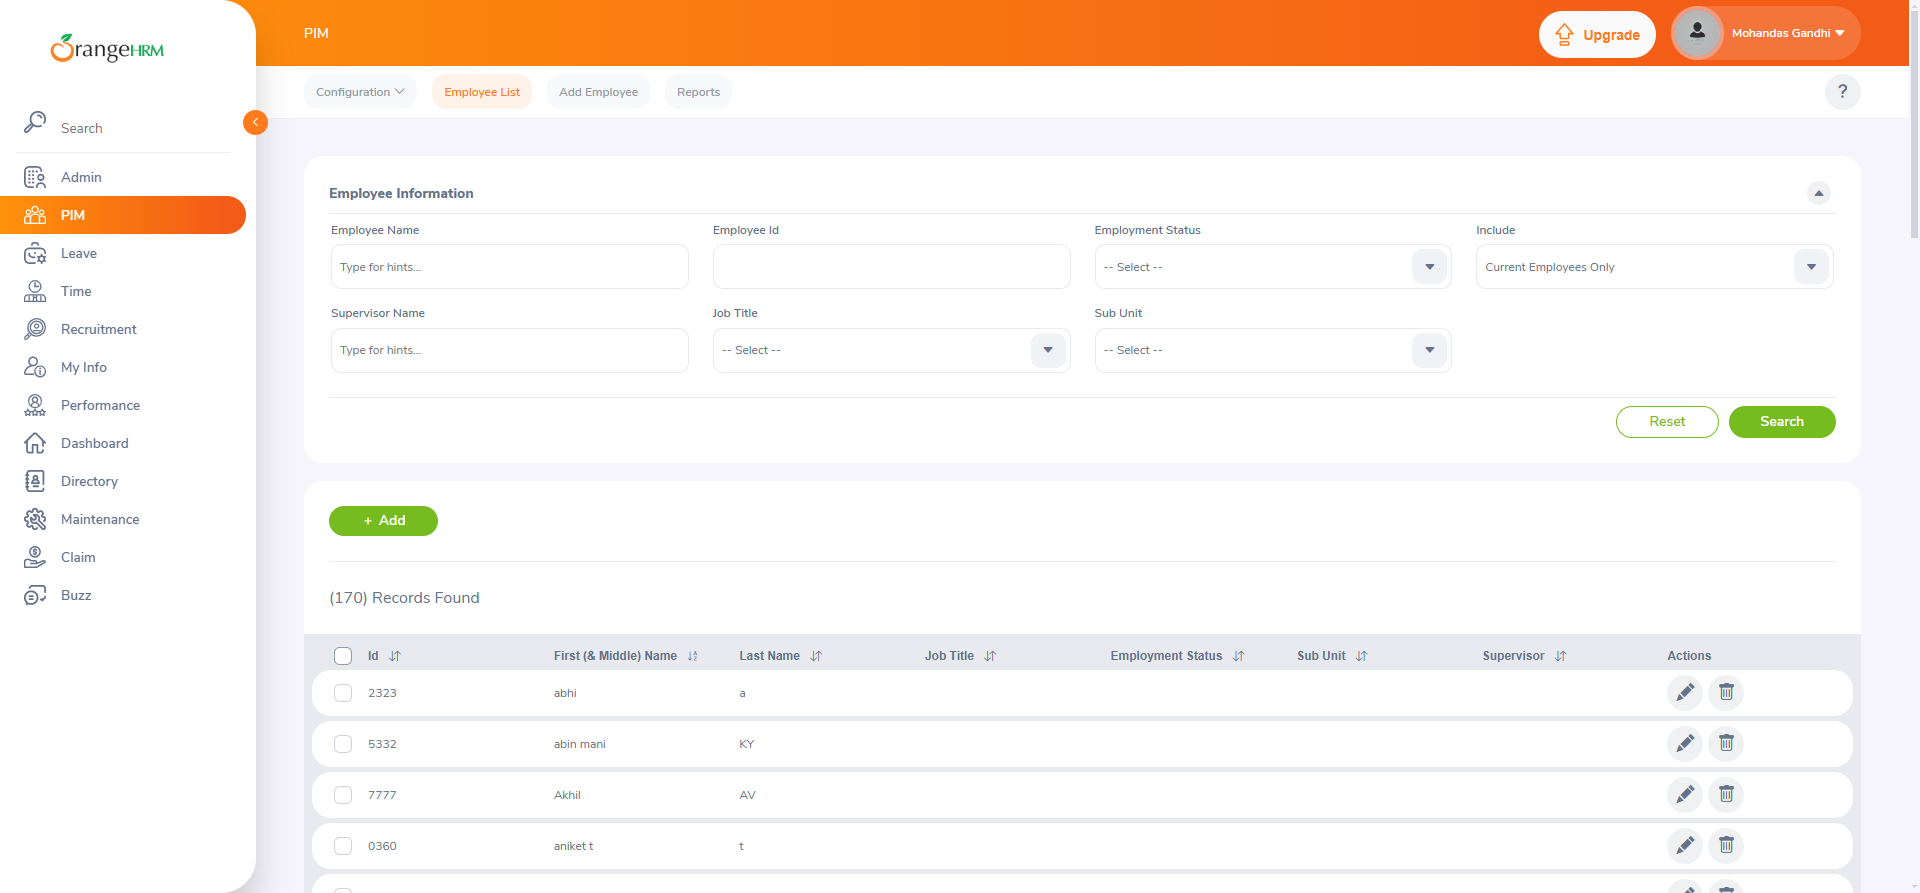 OrangeHRM
PIM
Upgrade
Mohandas Gandhi
Configuration
Employee List
Add Employee
Reports
?
Search
Admin
PIM
Leave
Time
Recruitment
My Info
Performance
Dashboard
Directory
Maintenance
Claim
Buzz
Employee Information
Employee Name
Employee Id
Employment Status
Include
Type for hints...
-- Select --
Current Employees Only
Supervisor Name
Job Title
Sub Unit
Type for hints...
-- Select --
-- Select --
Reset
Search
+ Add
(170) Records Found
Id First (& Middle) Name Last Name Job Title Employment Status Sub Unit Supervisor Actions
2323 abhi a
5332 abin mani KY
7777 Akhil AV
0360 aniket t t